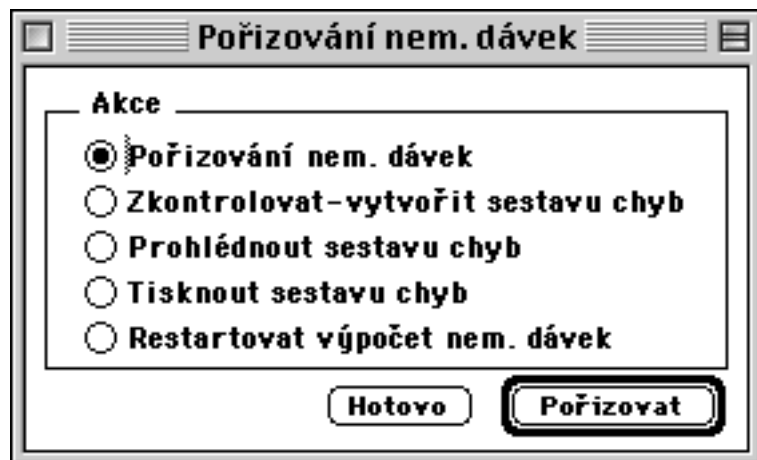 Pořizování nem. dávek
Akce
Pořizování nem. dávek
Zkontrolovat-vytvořit sestavu chyb
Prohlédnout sestavu chyb
Tisknout sestavu chyb
Restartovat výpočet nem. dávek
Hotovo Pořizovat